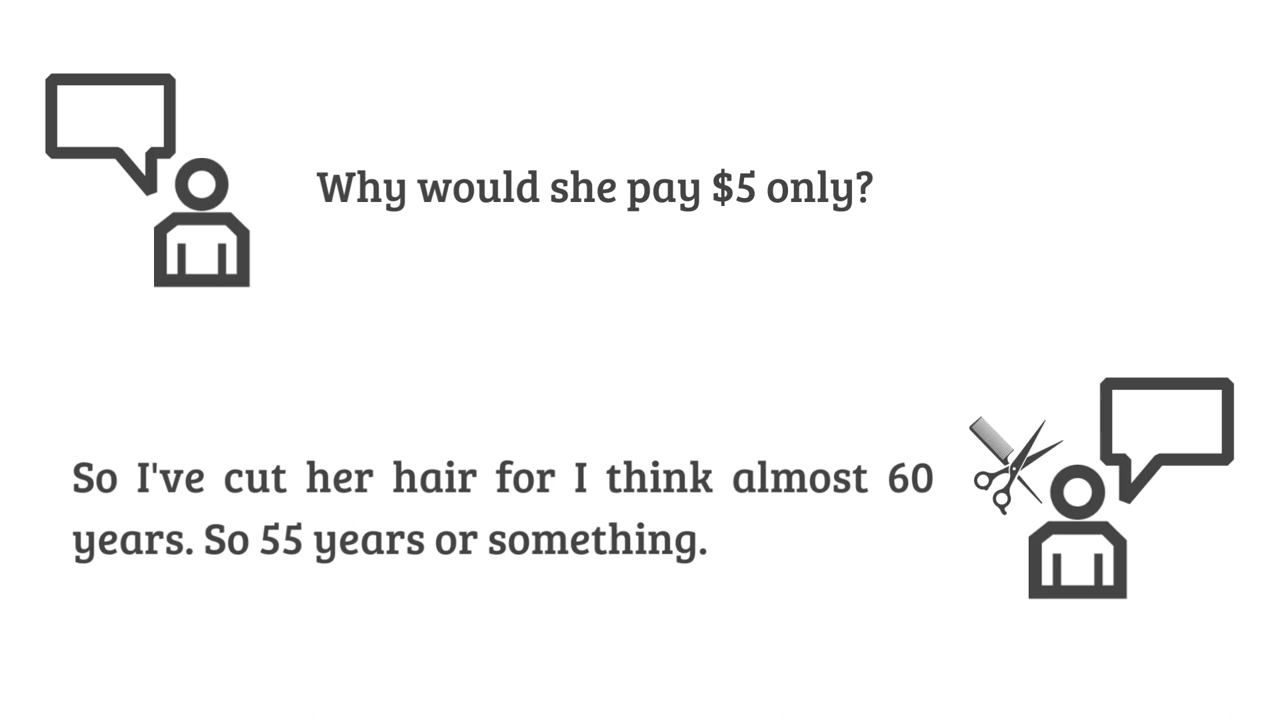 Why would she pay $5 only?
So I've cut her hair for I think almost 60
years. So 55 years or something.